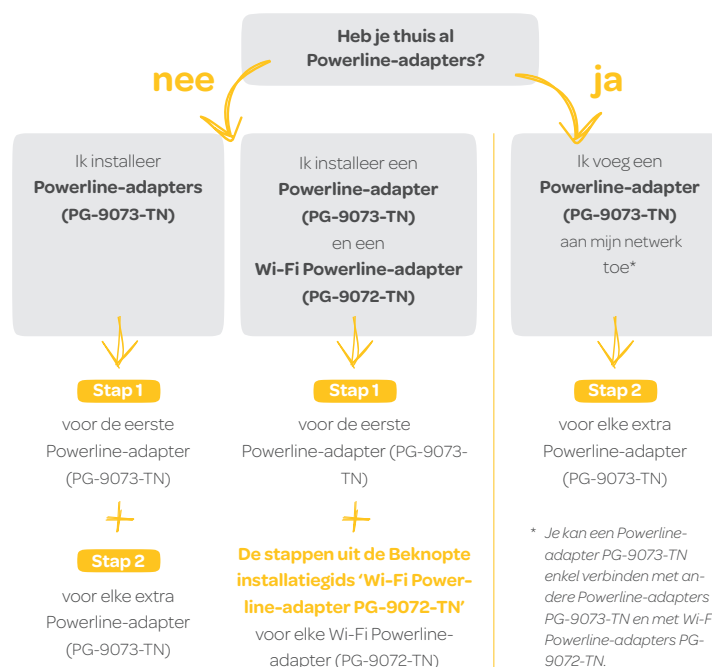 Heb je thuis al
Powerline-adapters?
nee
ja
Ik installeer
Powerline-adapters
(PG-9073-TN)
Ik installeer een
Powerline-adapter
(PG-9073-TN)
en een
Wi-Fi Powerline-adapter
(PG-9072-TN)
Ik voeg een
Powerline-adapter
(PG-9073-TN)
aan mijn netwerk
toe*
Stap 1
voor de eerste
Powerline-adapter
(PG-9073-TN)
+
Stap 2
voor elke extra
Powerline-adapter
(PG-9073-TN)
Stap 1
voor de eerste
Powerline-adapter (PG-9073-
TN)
+
De stappen uit de Beknopte
installatiegids ‘Wi-Fi Power-
line-adapter PG-9072-TN’
voor elke Wi-Fi Powerline-
adapter (PG-9072-TN)
Stap 2
voor elke extra
Powerline-adapter
(PG-9073-TN)
* Je kan een Powerline-
adapter PG-9073-TN
enkel verbinden met an-
dere Powerline-adapters
PG-9073-TN en met Wi-F
Powerline-adapters PG-
9072-TN.